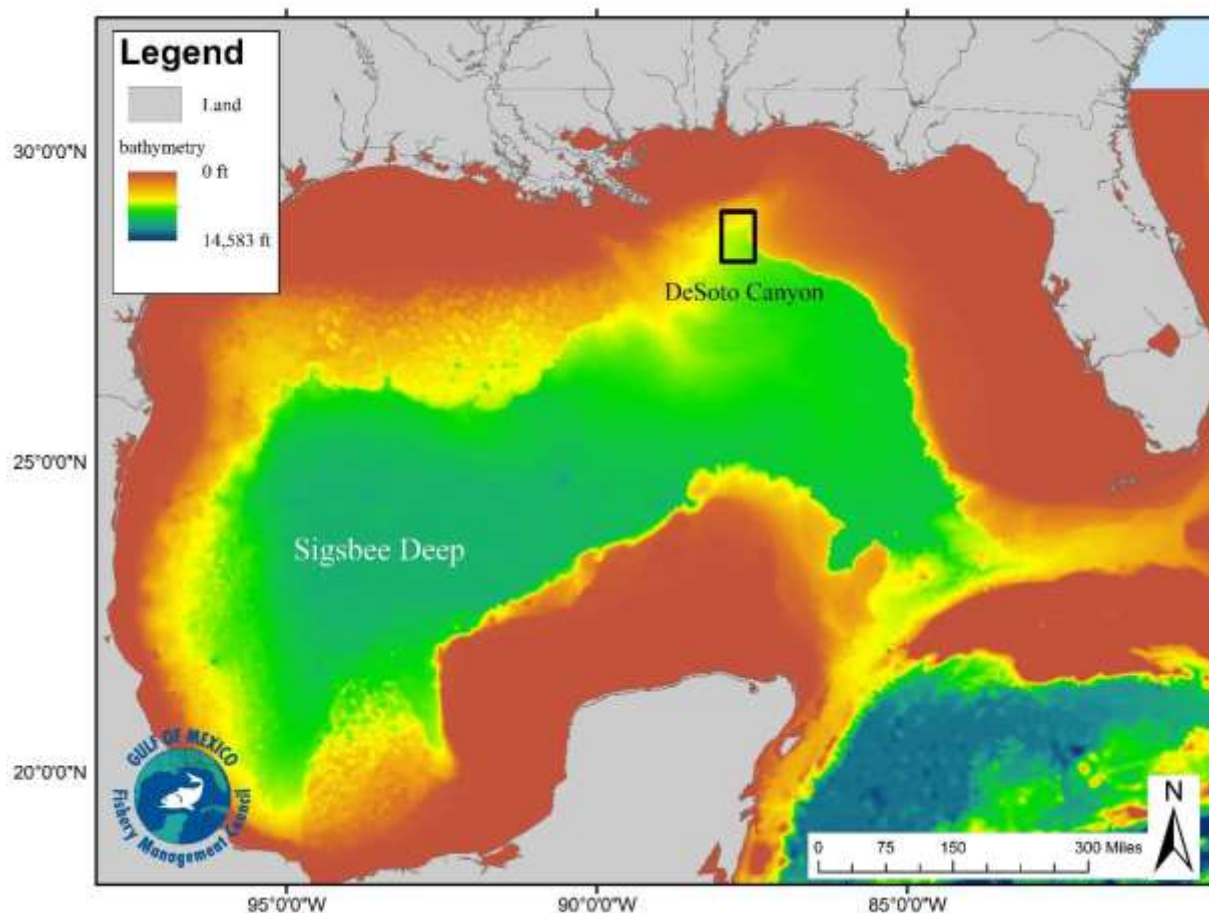 Legend
Land
bathymetry
0 ft
14,583 ft
30°0'0"N
25°0'0"N
20°0'0"N
DeSoto Canyon
Sigsbee Deep
GULF OF MEXICO
Fishery Management Council
N
0 75 150 300 Miles
95°0'0"W
90°0'0"W
85°0'0"W